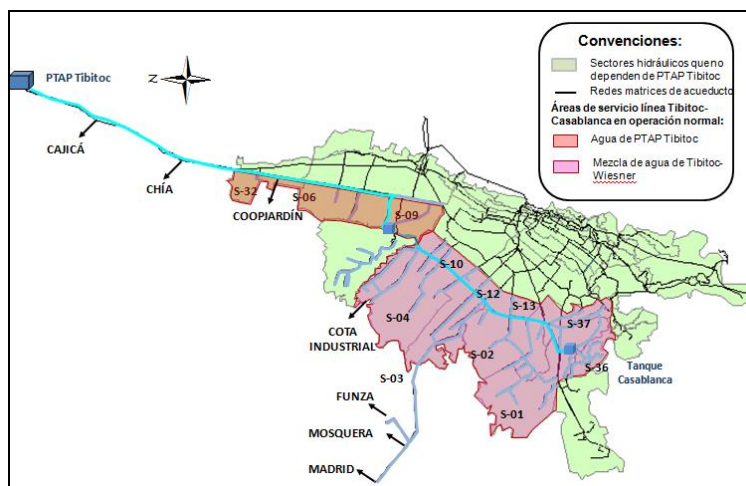 Convenciones:
Sectores hidráulicos que no
dependen de PTAP Tibitoc
Redes matrices de acueducto
Áreas de servicio línea Tibitoc-
Casablanca en operación normal:
Agua de PTAP Tibitoc
Mezcla de agua de Tibitoc-
Wiesner
PTAP Tibitoc
Z
CAJICÁ
CHÍA
COOPJARDÍN
S-32
S-06
S-09
S-10
S-12
S-13
S-37
S-04
COTA
INDUSTRIAL
S-02
S-36
Tanque
Casablanca
S-03
S-01
FUNZA
MOSQUERA
MADRID